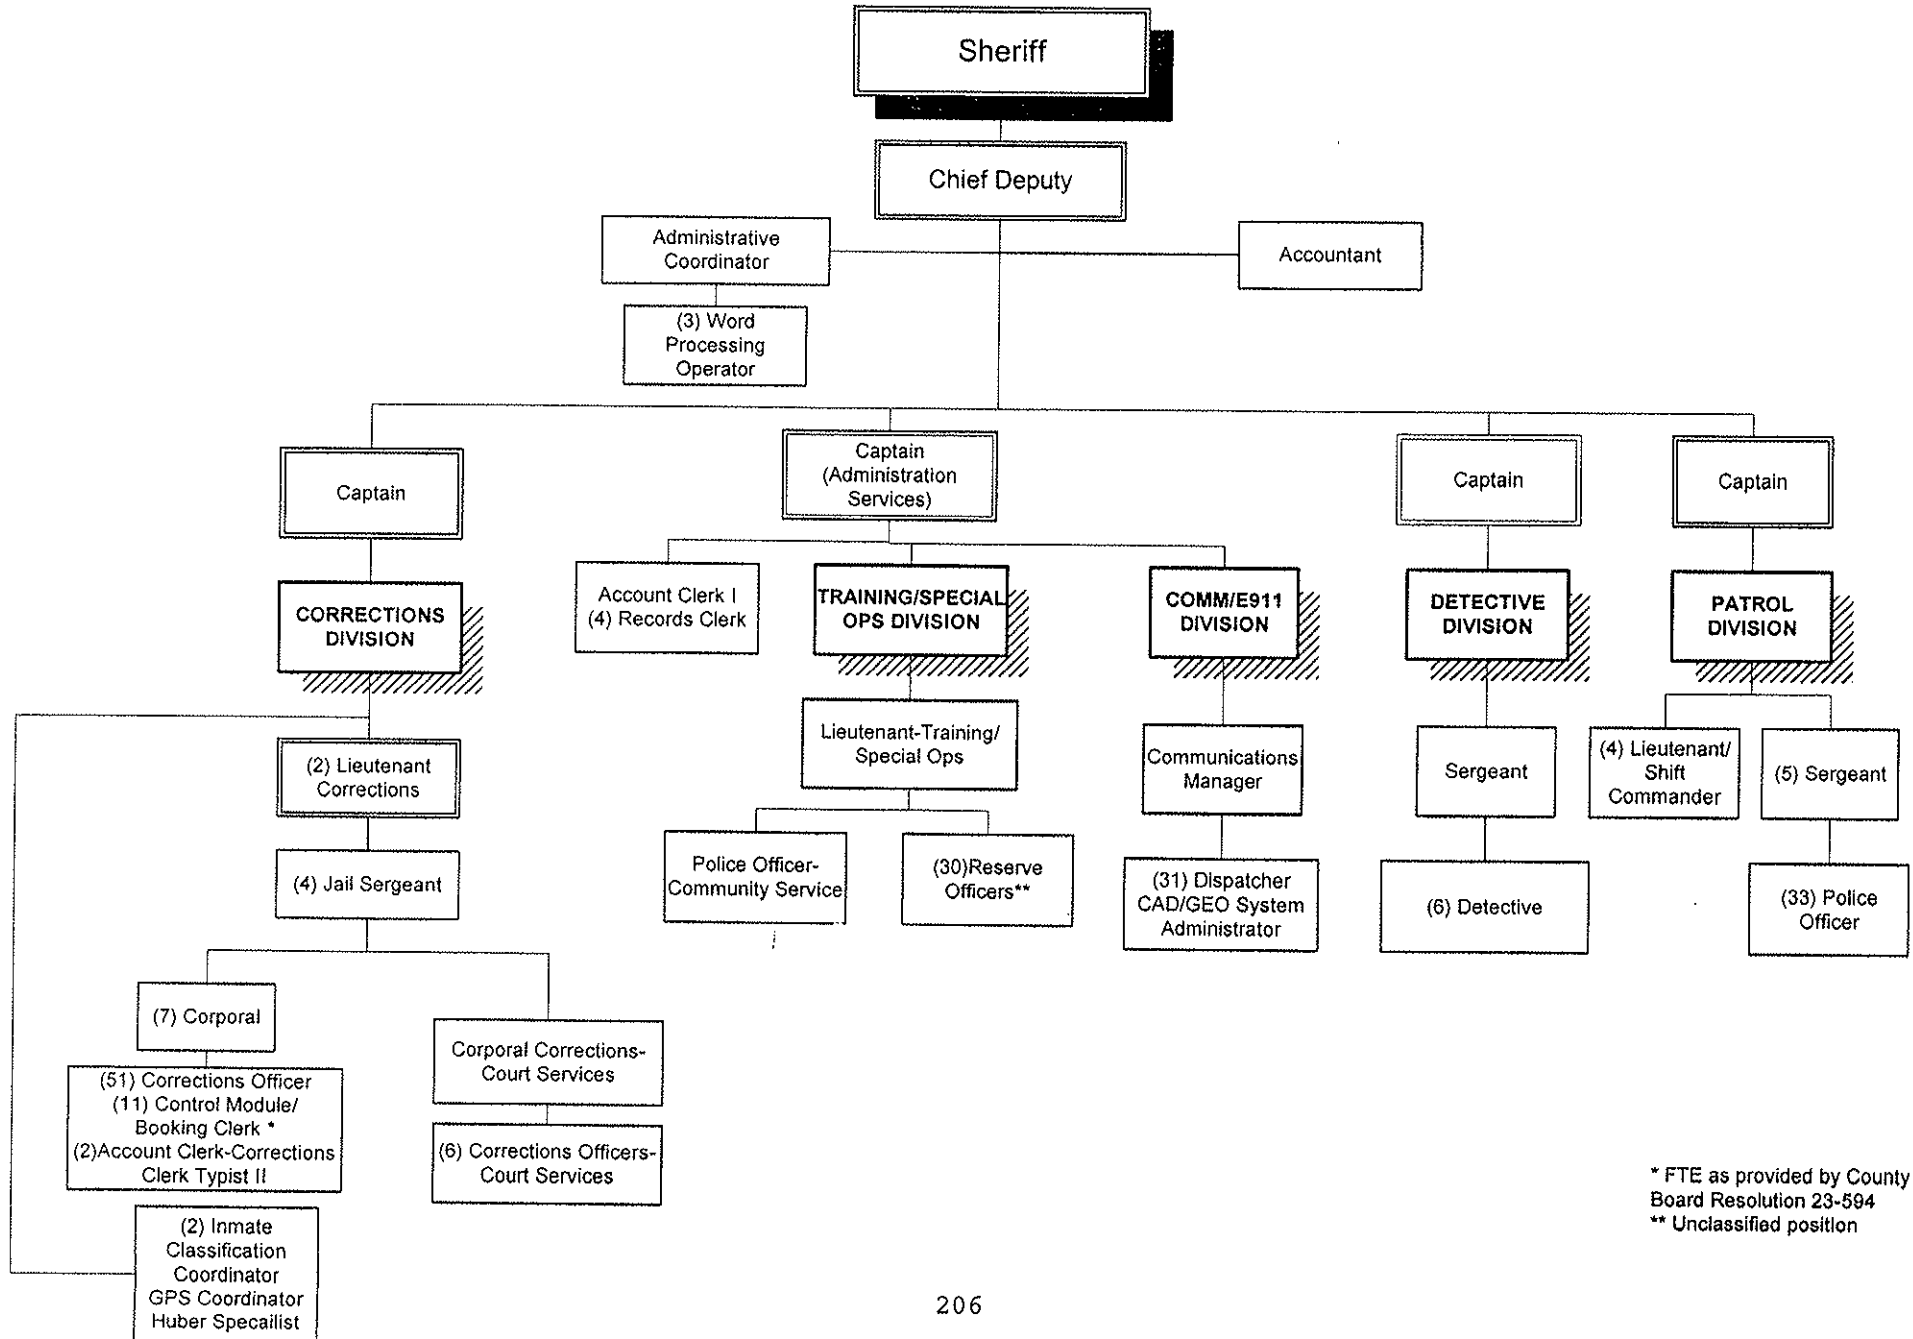 Sheriff
Chief Deputy
Administrative
Coordinator
Accountant
(3) Word
Processing
Operator
Captain
Captain
(Administration
Services)
Captain
Captain
CORRECTIONS
DIVISION
Account Clerk I
(4) Records Clerk
TRAINING/SPECIAL
OPS DIVISION
COMM/E911
DIVISION
DETECTIVE
DIVISION
PATROL
DIVISION
(2) Lieutenant
Corrections
Lieutenant-Training/
Special Ops
Communications
Manager
Sergeant
(4) Lieutenant/
Shift
Commander
(5) Sergeant
(4) Jail Sergeant
Police Officer-
Community Service
(30)Reserve
Officers**
(31) Dispatcher
CAD/GEO System
Administrator
(6) Detective
(33) Police
Officer
(7) Corporal
Corporal Corrections-
Court Services
(51) Corrections Officer
(11) Control Module/
Booking Clerk *
(2)Account Clerk-Corrections
Clerk Typist II
(6) Corrections Officers-
Court Services
(2) Inmate
Classification
Coordinator
GPS Coordinator
Huber Specailist
* FTE as provided by County
Board Resolution 23-594
** Unclassified position
206